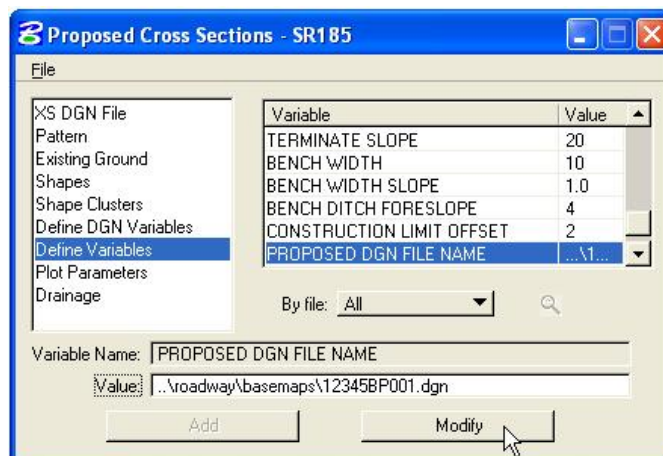 Proposed Cross Sections - SR185
File
XS DGN File
Pattern
Existing Ground
Shapes
Shape Clusters
Define DGN Variables
Define Variables
Plot Parameters
Drainage
Variable Value
TERMINATE SLOPE 20
BENCH WIDTH 10
BENCH WIDTH SLOPE 1.0
BENCH DITCH FORESLOPE 4
CONSTRUCTION LIMIT OFFSET 2
PROPOSED DGN FILE NAME ...\1...
By file: All
Variable Name: PROPOSED DGN FILE NAME
Value: ..\roadway\basemaps\12345BP001.dgn
Add Modify